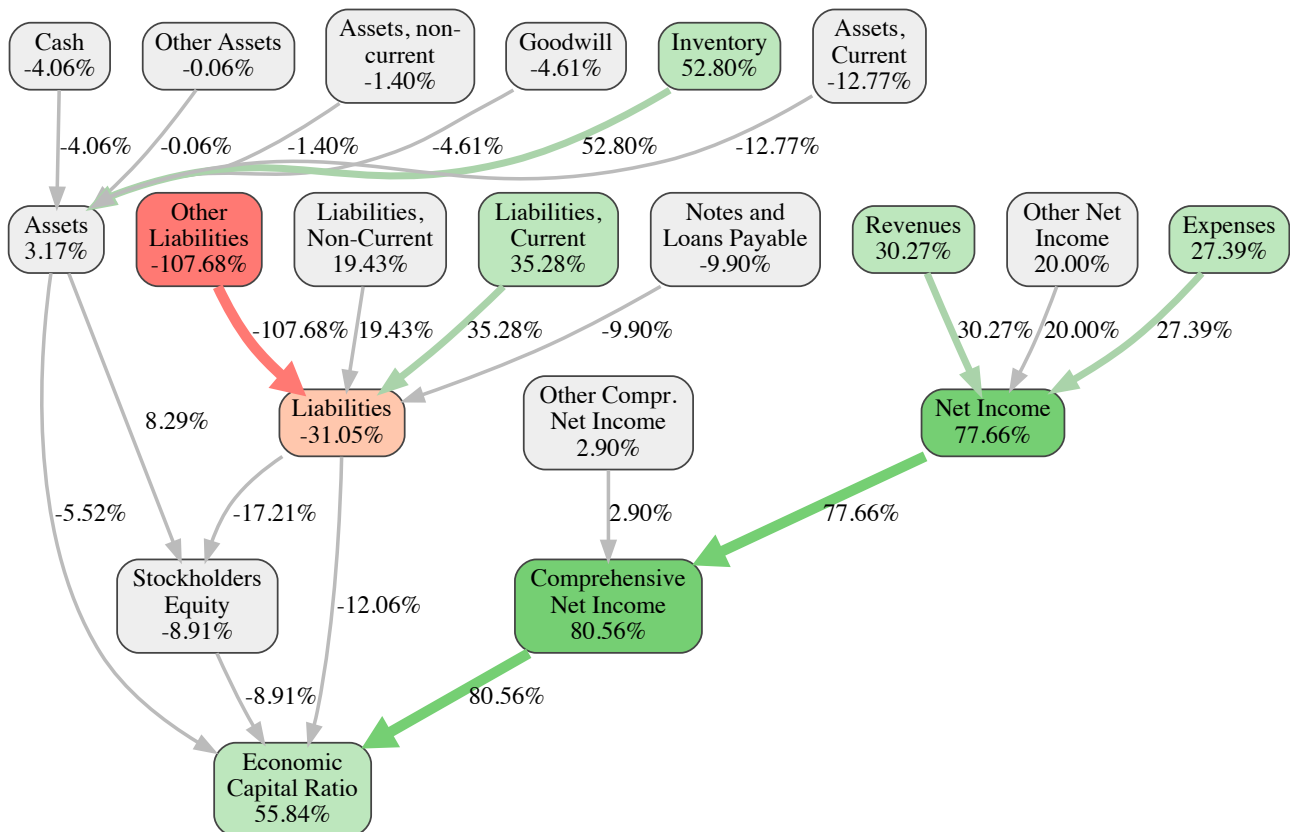 Cash
-4.06%
Other Assets
-0.06%
Assets, non-
current
-1.40%
Goodwill
-4.61%
Inventory
52.80%
Assets,
Current
-12.77%
-4.06%
-0.06%
-1.40%
-4.61%
52.80%
-12.77%
Assets
3.17%
Other
Liabilities
-107.68%
Liabilities,
Non-Current
19.43%
Liabilities,
Current
35.28%
Notes and
Loans Payable
-9.90%
Revenues
30.27%
Other Net
Income
20.00%
Expenses
27.39%
-107.68%
19.43%
35.28%
-9.90%
30.27%
20.00%
27.39%
Liabilities
-31.05%
Other Compr.
Net Income
2.90%
Net Income
77.66%
8.29%
-5.52%
-17.21%
2.90%
77.66%
Stockholders
Equity
-8.91%
-12.06%
Comprehensive
Net Income
80.56%
-8.91%
80.56%
Economic
Capital Ratio
55.84%